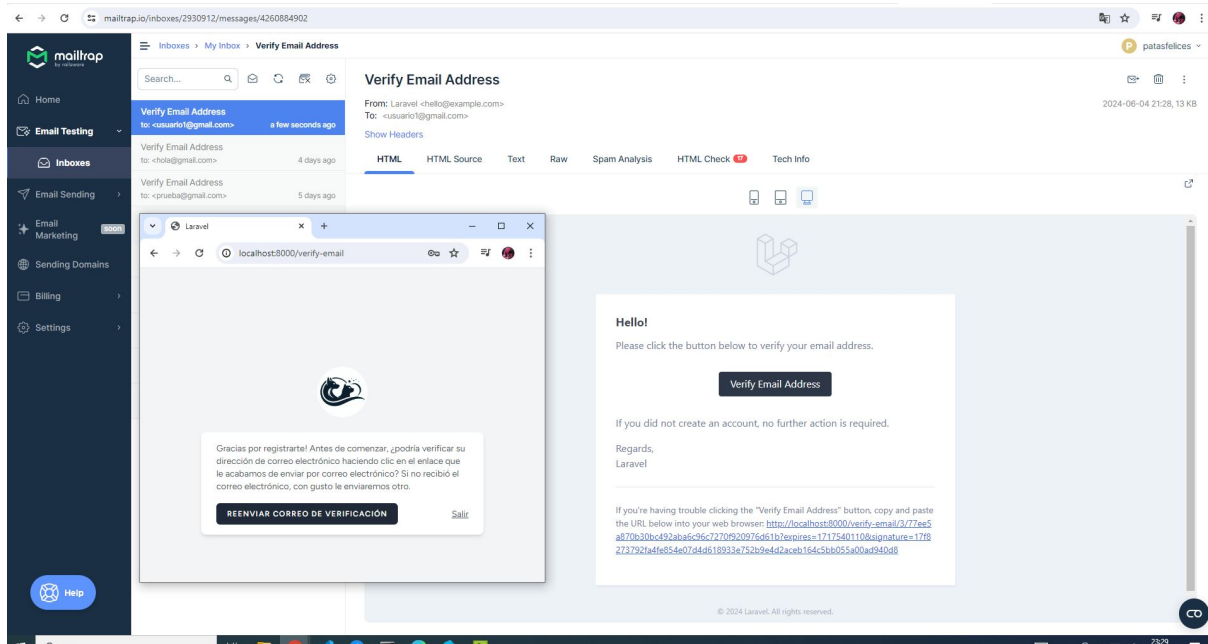 mailtrap.io/inboxes/2930912/messages/4260884902
mailtrap
Inboxes › My Inbox › Verify Email Address
patasfelices
Search...
Home
Email Testing
Inboxes
Email Sending
Email Marketing
soon
Sending Domains
Billing
Settings
Help
Verify Email Address
to: <usuario1@gmail.com> a few seconds ago
Verify Email Address
to: <hola@gmail.com> 4 days ago
Verify Email Address
to: <prueba@gmail.com> 5 days ago
Verify Email Address
2024-06-04 21:28, 13 KB
From: Laravel <hello@example.com>
To: <usuario1@gmail.com>
Show Headers
HTML HTML Source Text Raw Spam Analysis HTML Check 17 Tech Info
Laravel
localhost:8000/verify-email
Gracias por registrarte! Antes de comenzar, ¿podría verificar su
dirección de correo electrónico haciendo clic en el enlace que
le acabamos de enviar por correo electrónico? Si no recibió el
correo electrónico, con gusto le enviaremos otro.
REENVIAR CORREO DE VERIFICACIÓN
Salir
Hello!
Please click the button below to verify your email address.
Verify Email Address
If you did not create an account, no further action is required.
Regards,
Laravel
If you're having trouble clicking the "Verify Email Address" button, copy and paste
the URL below into your web browser: http://localhost:8000/verify-email/3/77ee5
a870b30bc492aba6c96c7270f920976d61b?expires=1717540110&signature=17f8
273792fa4fe854e07d4d618933e752b9e4d2aceb164c5bb055a00ad940d8
© 2024 Laravel. All rights reserved.
23:29